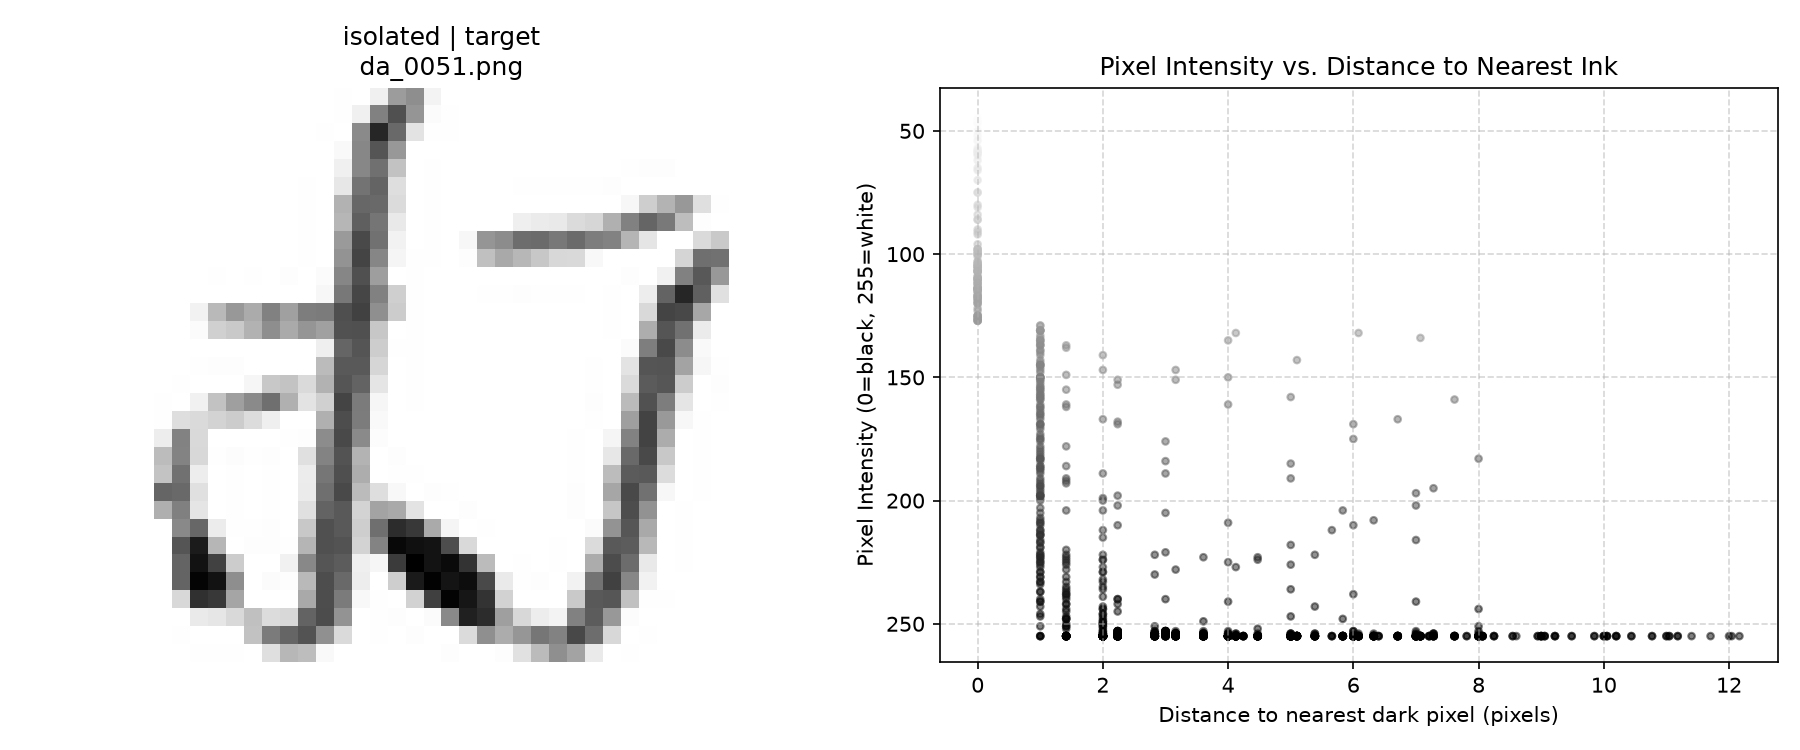 isolated | target
da_0051.png
Pixel Intensity vs. Distance to Nearest Ink
Pixel Intensity (0=black, 255=white)
50
100
150
200
250
0 2 4 6 8 10 12
Distance to nearest dark pixel (pixels)